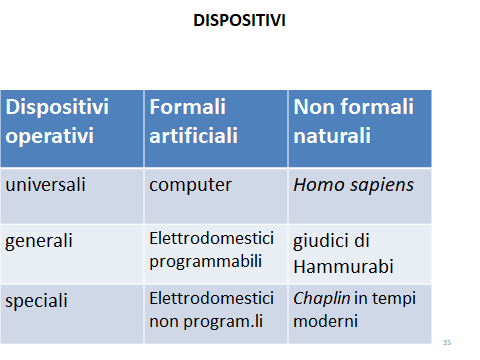 DISPOSITIVI
Dispositivi operativi
Formali artificiali
Non formali naturali
universali
computer
Homo sapiens
generali
Elettrodomestici programmabili
giudici di Hammurabi
speciali
Elettrodomestici non program.li
Chaplin in tempi moderni
35